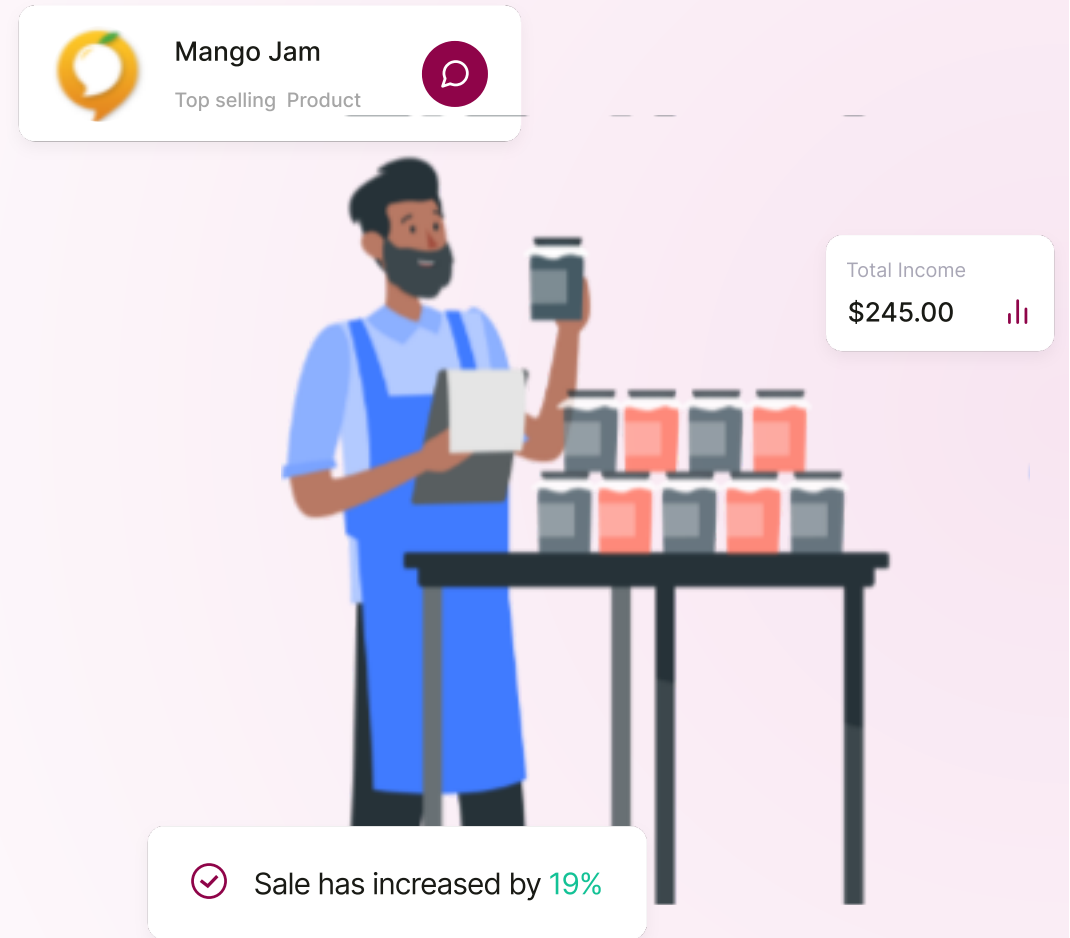 Mango Jam
Top selling Product
Total Income
$245.00
Sale has increased by 19%